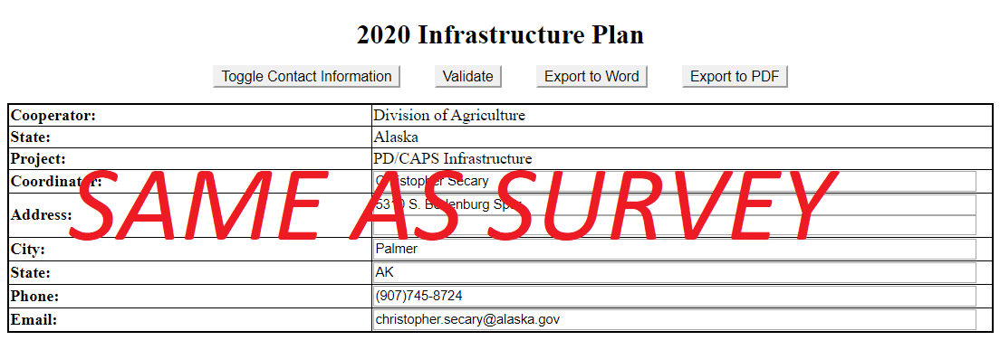 2020 Infrastructure Plan
Toggle Contact Information Validate Export to Word Export to PDF
Cooperator: Division of Agriculture
State: Alaska
Project: PD/CAPS Infrastructure
Coordinator: Christopher Secary
SAME AS SURVEY
Address: 5310 S. Bodenburg Spur
City: Palmer
State: AK
Phone: (907)745-8724
Email: christopher.secary@alaska.gov